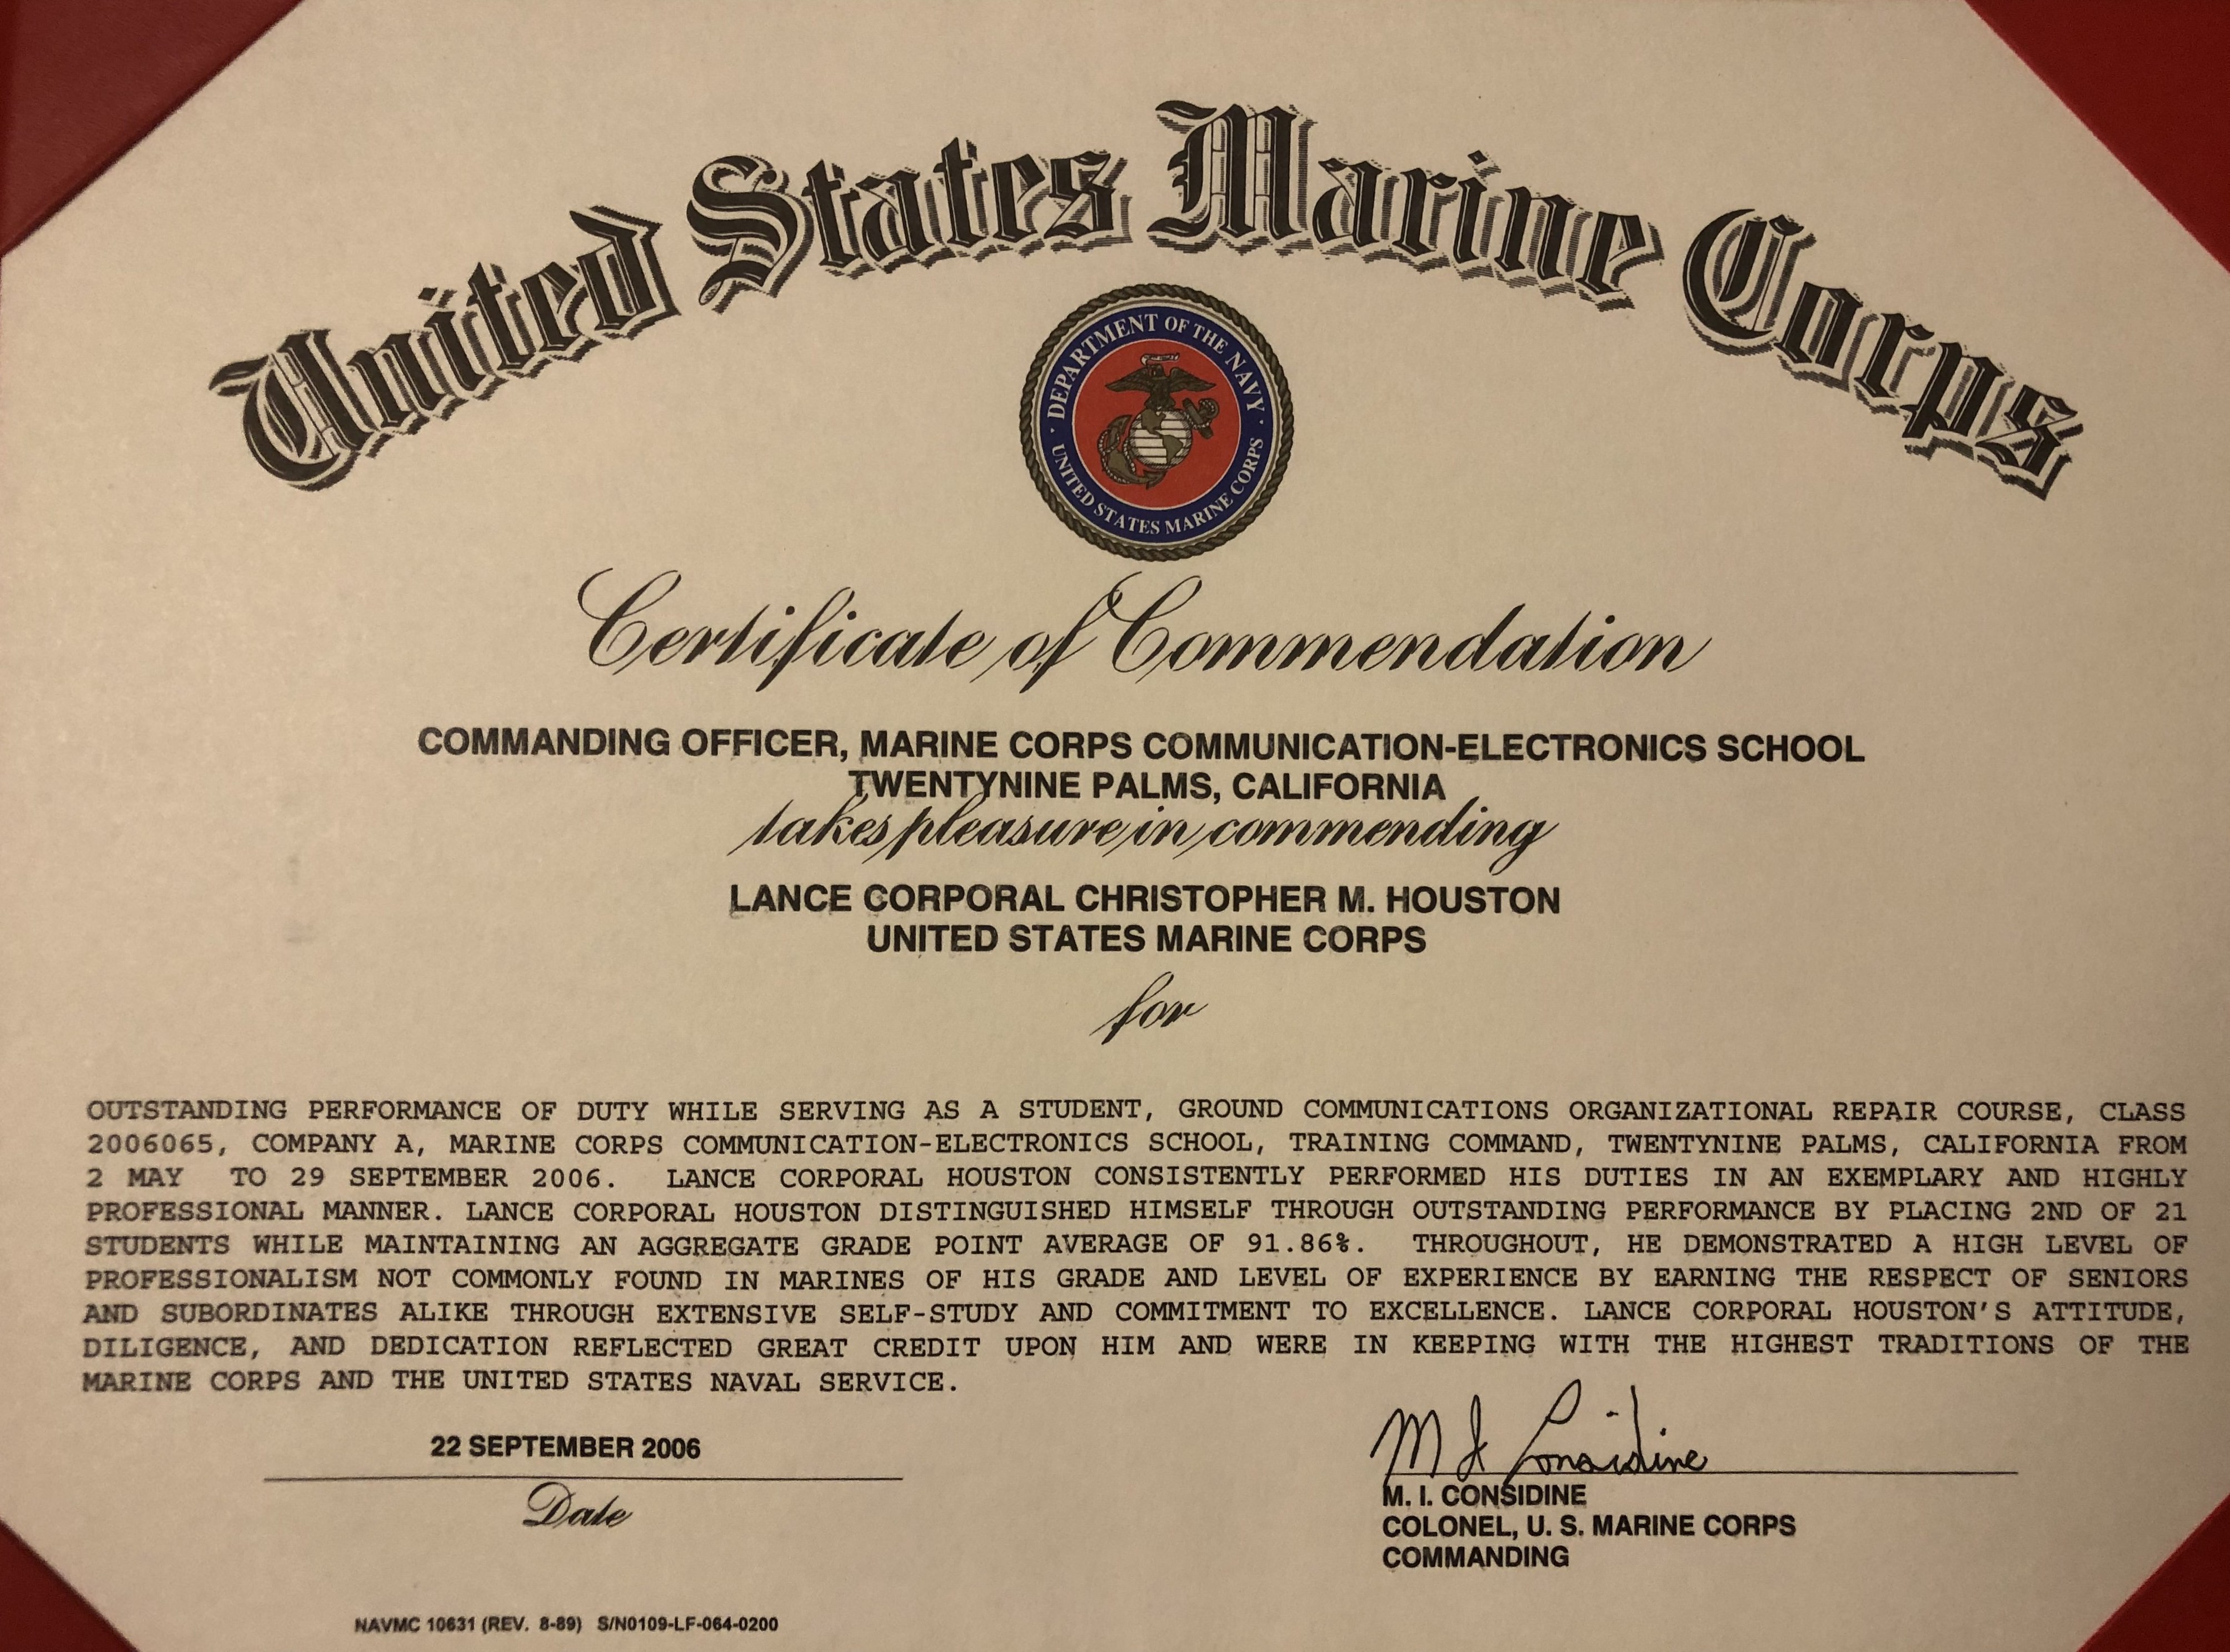 United States Marine Corps
DEPARTMENT OF THE NAVY
UNITED STATES MARINE CORPS
Certificate of Commendation
COMMANDING OFFICER, MARINE CORPS COMMUNICATION-ELECTRONICS SCHOOL
TWENTYNINE PALMS, CALIFORNIA
takes pleasure in commending
LANCE CORPORAL CHRISTOPHER M. HOUSTON
UNITED STATES MARINE CORPS
for
OUTSTANDING PERFORMANCE OF DUTY WHILE SERVING AS A STUDENT, GROUND COMMUNICATIONS ORGANIZATIONAL REPAIR COURSE, CLASS
2006065, COMPANY A, MARINE CORPS COMMUNICATION-ELECTRONICS SCHOOL, TRAINING COMMAND, TWENTYNINE PALMS, CALIFORNIA FROM
2 MAY TO 29 SEPTEMBER 2006. LANCE CORPORAL HOUSTON CONSISTENTLY PERFORMED HIS DUTIES IN AN EXEMPLARY AND HIGHLY
PROFESSIONAL MANNER. LANCE CORPORAL HOUSTON DISTINGUISHED HIMSELF THROUGH OUTSTANDING PERFORMANCE BY PLACING 2ND OF 21
STUDENTS WHILE MAINTAINING AN AGGREGATE GRADE POINT AVERAGE OF 91.86%. THROUGHOUT, HE DEMONSTRATED A HIGH LEVEL OF
PROFESSIONALISM NOT COMMONLY FOUND IN MARINES OF HIS GRADE AND LEVEL OF EXPERIENCE BY EARNING THE RESPECT OF SENIORS
AND SUBORDINATES ALIKE THROUGH EXTENSIVE SELF-STUDY AND COMMITMENT TO EXCELLENCE. LANCE CORPORAL HOUSTON'S ATTITUDE,
DILIGENCE, AND DEDICATION REFLECTED GREAT CREDIT UPON HIM AND WERE IN KEEPING WITH THE HIGHEST TRADITIONS OF THE
MARINE CORPS AND THE UNITED STATES NAVAL SERVICE.
22 SEPTEMBER 2006
Date
M I Considine
M. I. CONSIDINE
COLONEL, U. S. MARINE CORPS
COMMANDING
NAVMC 10631 (REV. 8-89) S/N0109-LF-064-0200